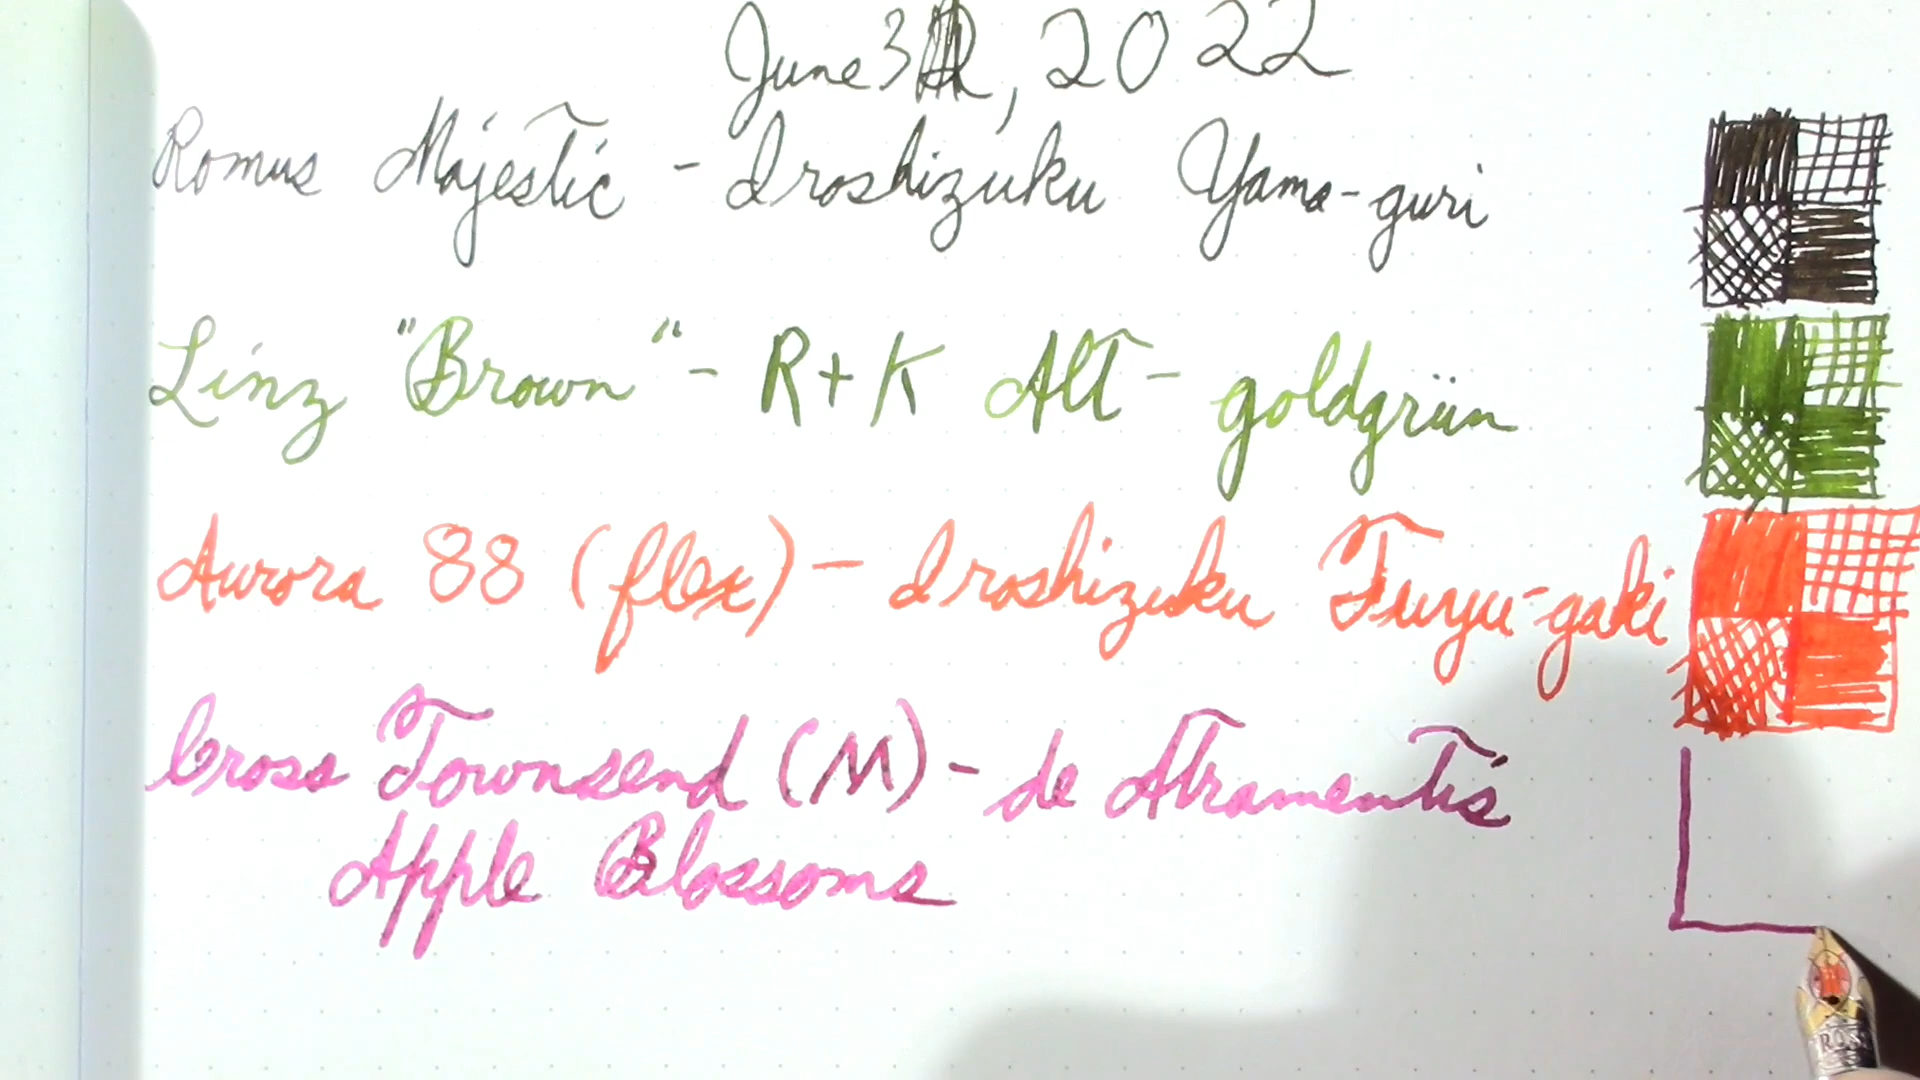 June 3, 2022
Romus Majestic - Iroshizuku Yama-guri
Linz "Brown" - R+K Alt-goldgrün
Aurora 88 (flex) - Iroshizuku Fuyu-gaki
Cross Townsend (M) - de Atramentis
Apple Blossoms